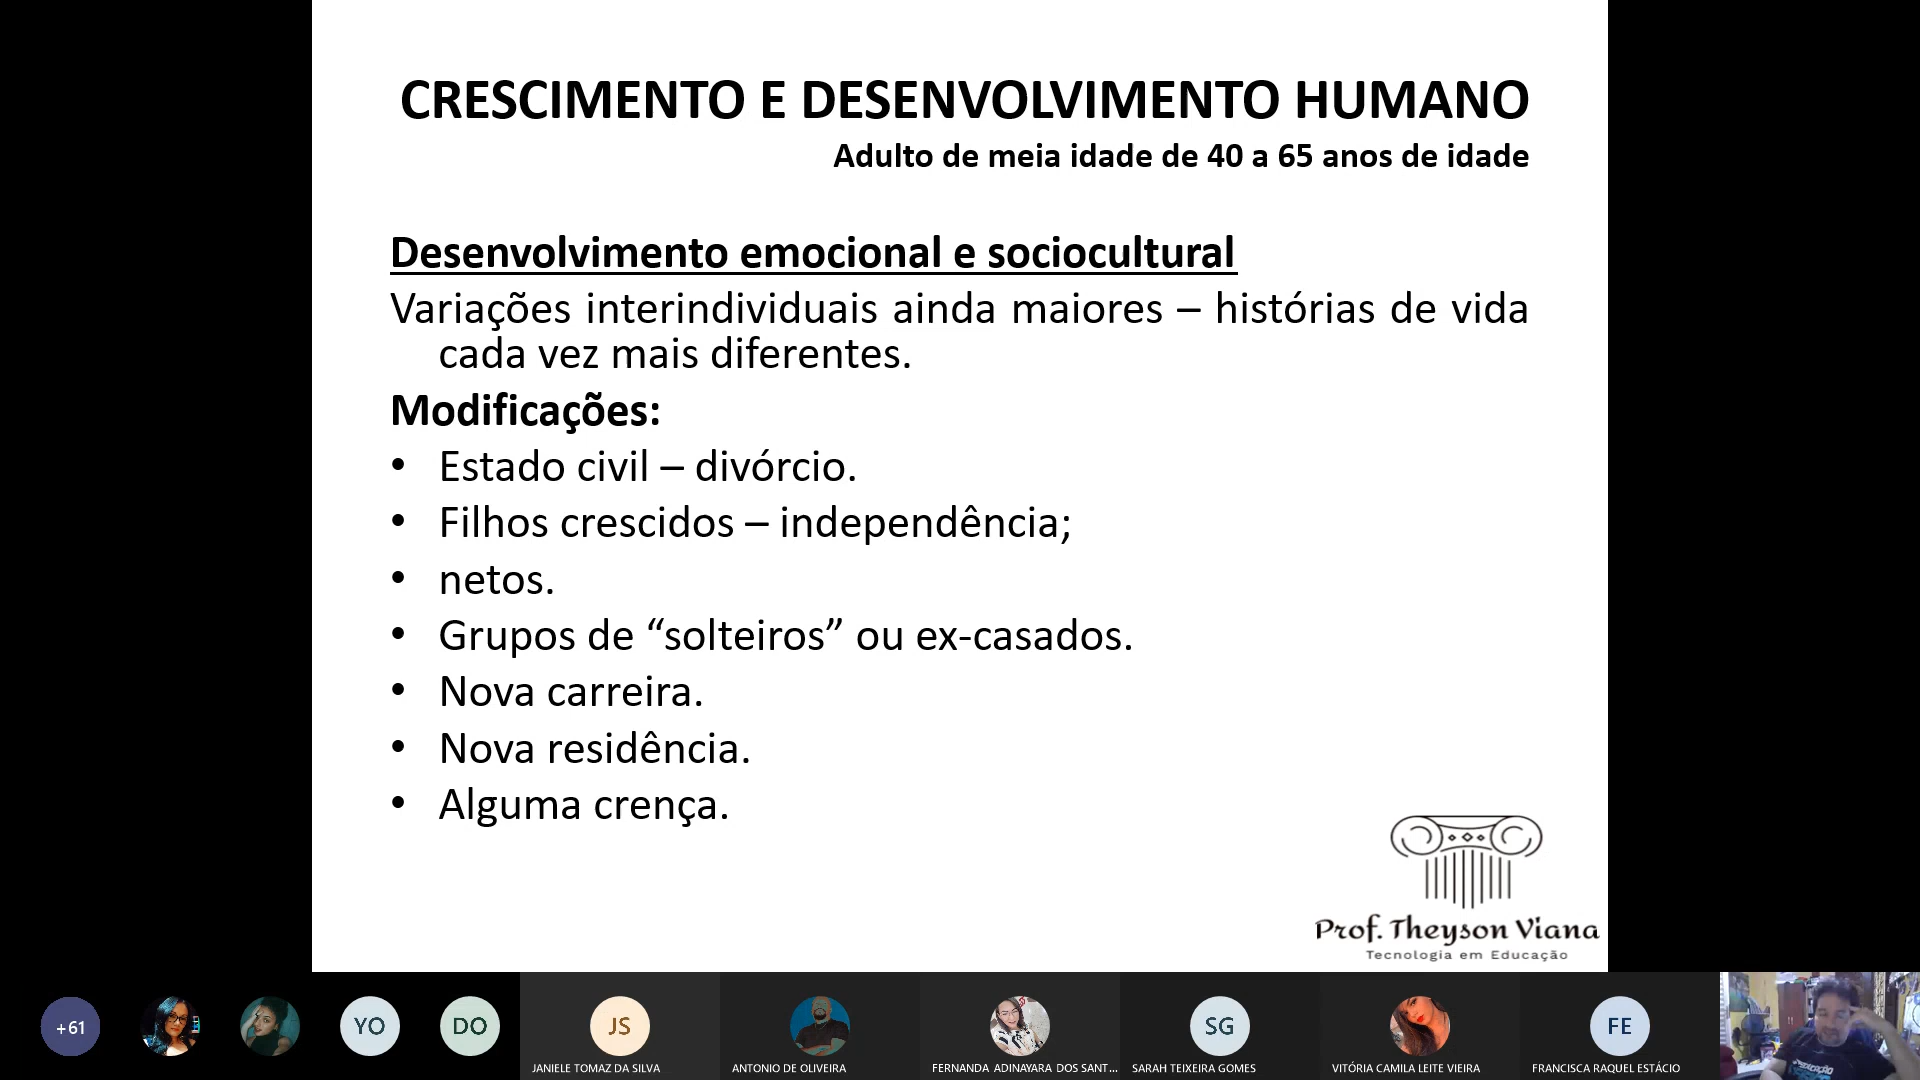 CRESCIMENTO E DESENVOLVIMENTO HUMANO
Adulto de meia idade de 40 a 65 anos de idade
Desenvolvimento emocional e sociocultural
Variações interindividuais ainda maiores – histórias de vida
cada vez mais diferentes.
Modificações:
• Estado civil – divórcio.
• Filhos crescidos – independência;
• netos.
• Grupos de “solteiros” ou ex-casados.
• Nova carreira.
• Nova residência.
• Alguma crença.
Prof. Theyson Viana
Tecnologia em Educação
+61
YO
DO
JS
SG
FE
JANIELE TOMAZ DA SILVA
ANTONIO DE OLIVEIRA
FERNANDA ADINAYARA DOS SANT...
SARAH TEIXEIRA GOMES
VITÓRIA CAMILA LEITE VIEIRA
FRANCISCA RAQUEL ESTÁCIO